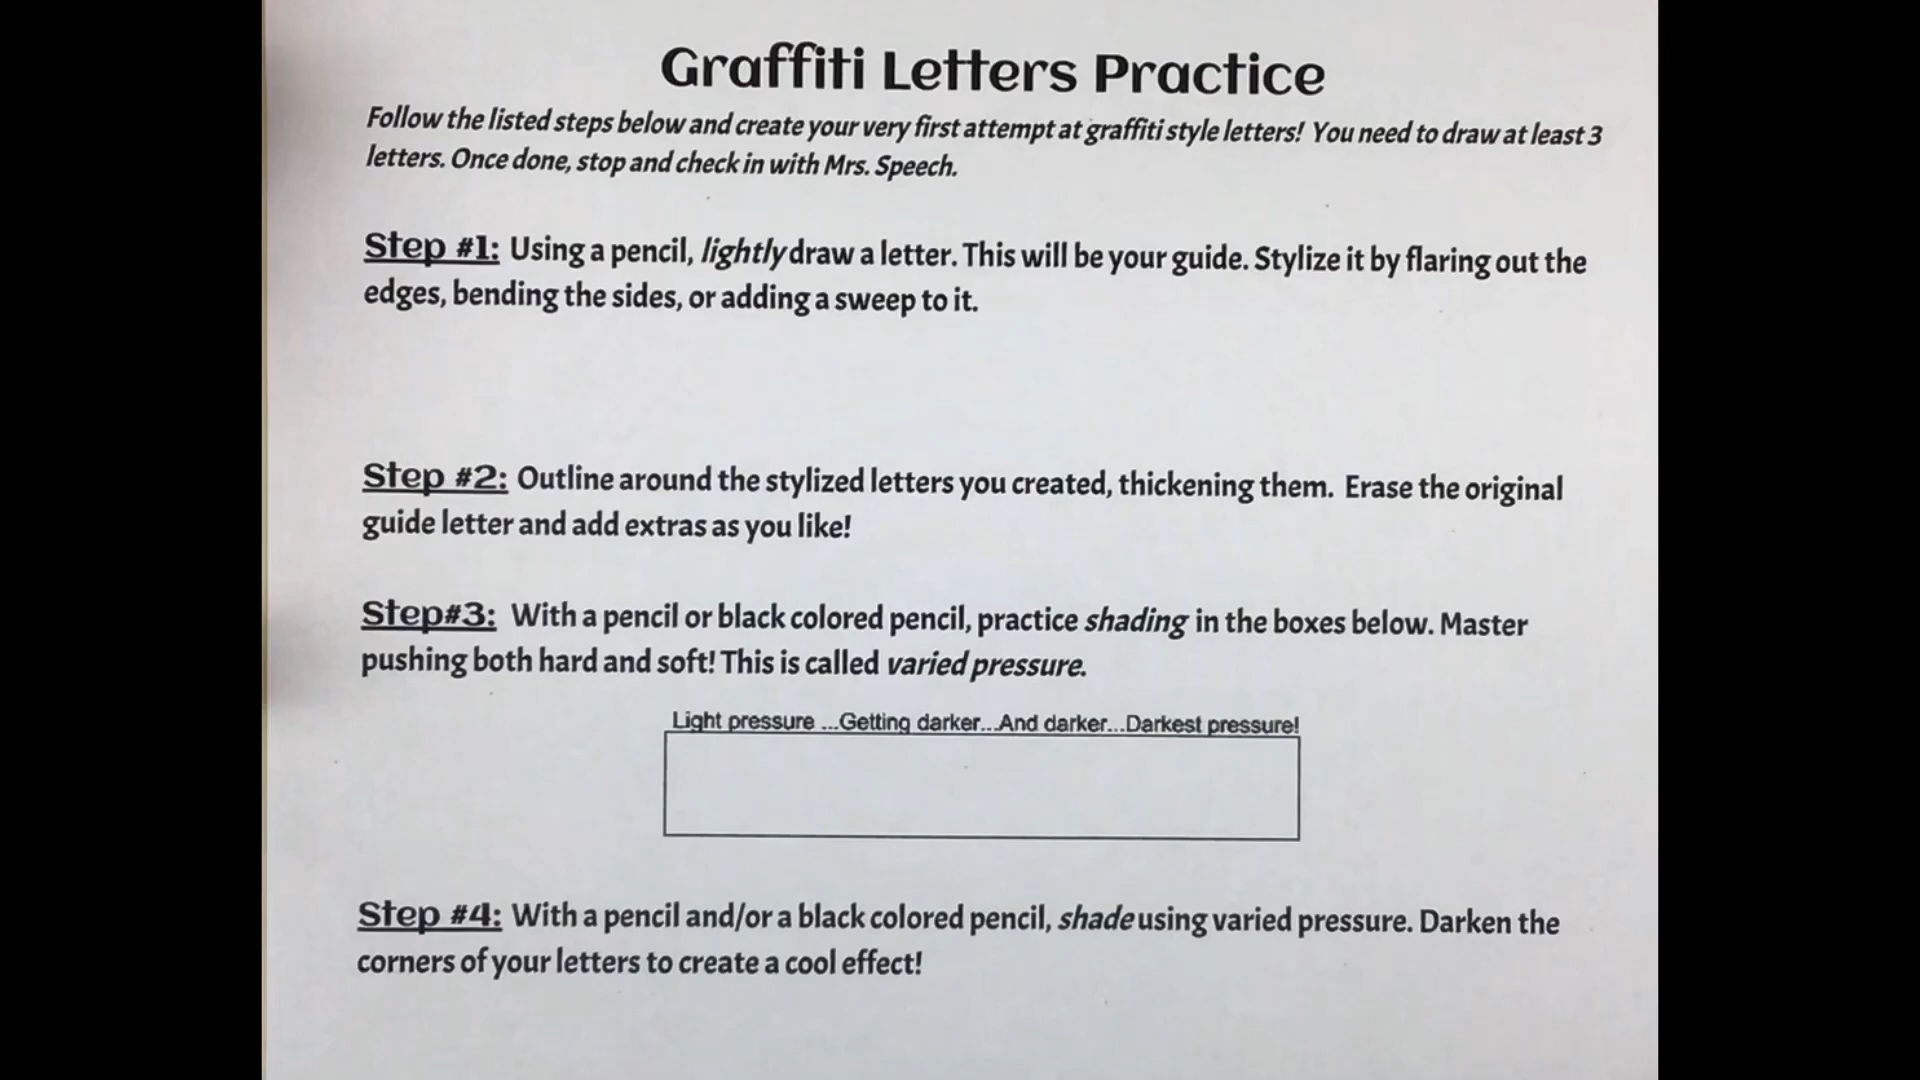 Graffiti Letters Practice
Follow the listed steps below and create your very first attempt at graffiti style letters! You need to draw at least 3
letters. Once done, stop and check in with Mrs. Speech.
Step #1: Using a pencil, lightly draw a letter. This will be your guide. Stylize it by flaring out the
edges, bending the sides, or adding a sweep to it.
Step #2: Outline around the stylized letters you created, thickening them. Erase the original
guide letter and add extras as you like!
Step#3: With a pencil or black colored pencil, practice shading in the boxes below. Master
pushing both hard and soft! This is called varied pressure.
Light pressure ...Getting darker...And darker...Darkest pressure!
Step #4: With a pencil and/or a black colored pencil, shade using varied pressure. Darken the
corners of your letters to create a cool effect!